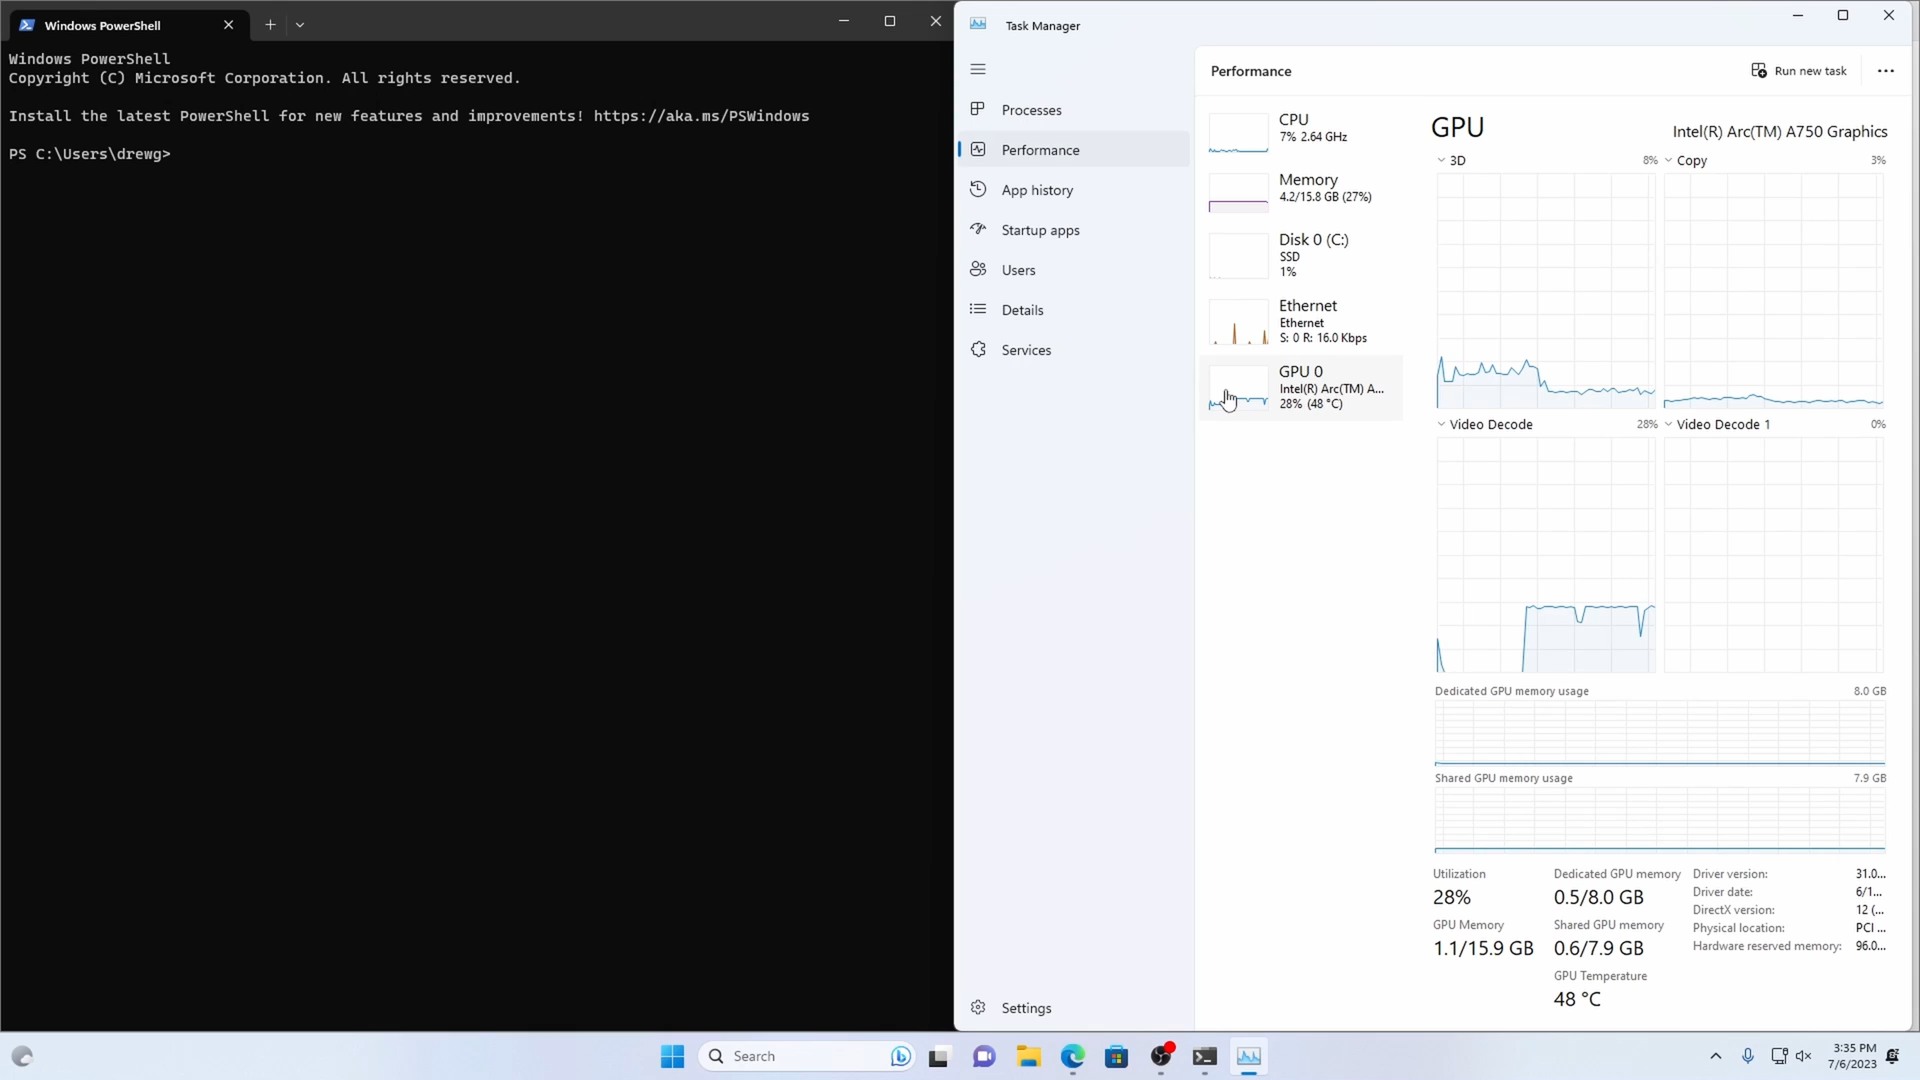 Windows PowerShell
Windows PowerShell
Copyright (C) Microsoft Corporation. All rights reserved.
Install the latest PowerShell for new features and improvements! https://aka.ms/PSWindows
PS C:\Users\drewg>
Task Manager
Processes
Performance
App history
Startup apps
Users
Details
Services
Settings
Performance
Run new task
CPU
7% 2.64 GHz
Memory
4.2/15.8 GB (27%)
Disk 0 (C:)
SSD
1%
Ethernet
Ethernet
S: 0 R: 16.0 Kbps
GPU 0
Intel(R) Arc(TM) A...
28% (48 °C)
GPU
Intel(R) Arc(TM) A750 Graphics
3D 8%
Copy 3%
Video Decode 28%
Video Decode 1 0%
Dedicated GPU memory usage 8.0 GB
Shared GPU memory usage 7.9 GB
Utilization
28%
Dedicated GPU memory
0.5/8.0 GB
GPU Memory
1.1/15.9 GB
Shared GPU memory
0.6/7.9 GB
GPU Temperature
48 °C
Driver version: 31.0...
Driver date: 6/1...
DirectX version: 12 (...
Physical location: PCI ...
Hardware reserved memory: 96.0...
Search
3:35 PM
7/6/2023